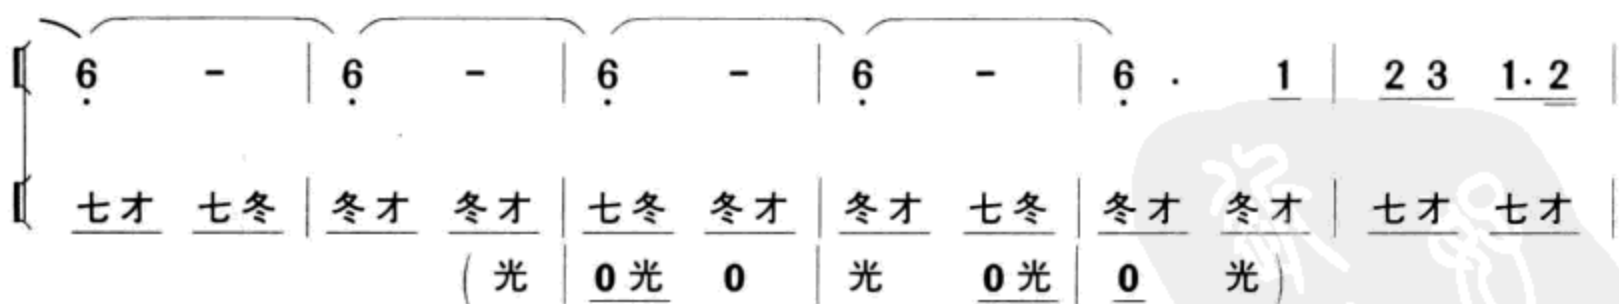 6 - | 6 - | 6 - | 6 - | 6 · 1 | 2 3 1. 2 |
七才 七冬 | 冬才 冬才 | 七冬 冬才 | 冬才 七冬 | 冬才 冬才 | 七才 七才 |
( 光 | 0光 0 | 光 0光 | 0 光 )